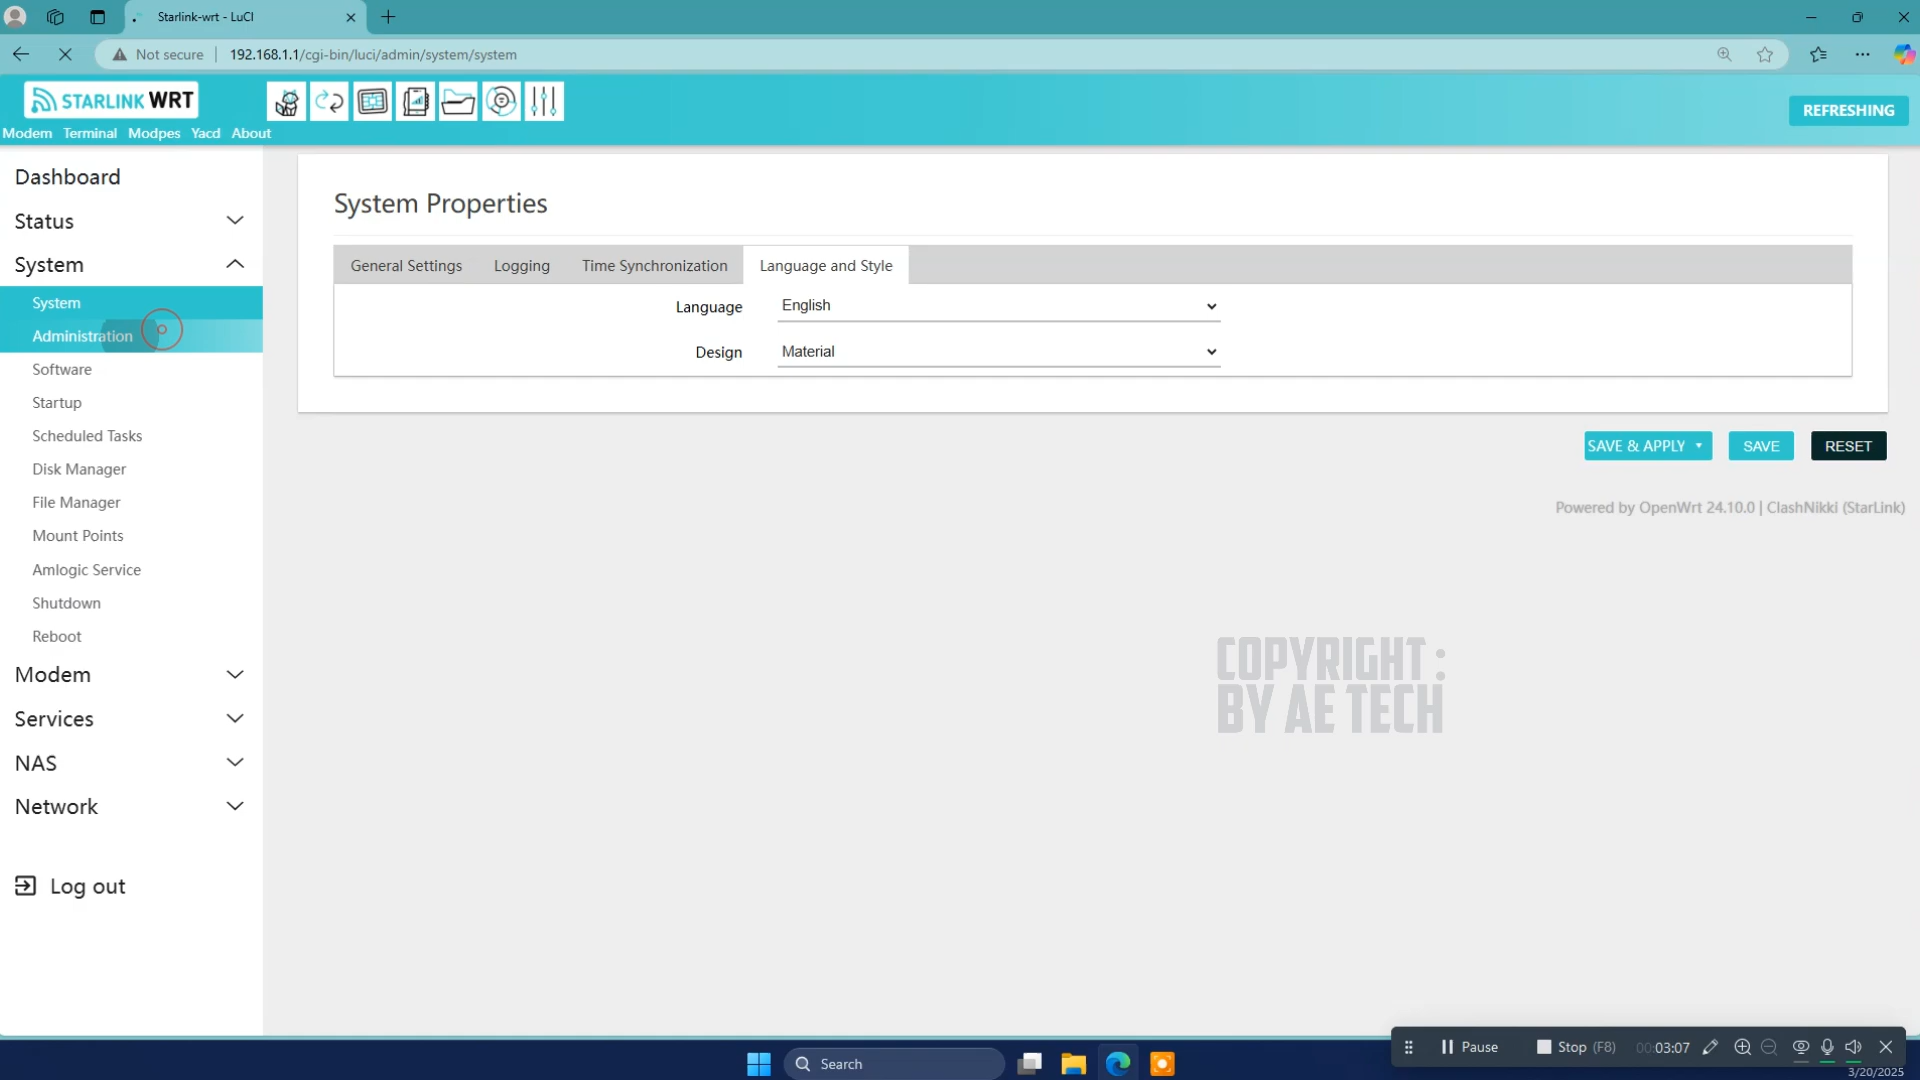 Starlink-wrt - LuCI
Not secure
192.168.1.1/cgi-bin/luci/admin/system/system
STARLINK WRT
REFRESHING
Modem Terminal Modpes Yacd About
Dashboard
Status
System
System
Administration
Software
Startup
Scheduled Tasks
Disk Manager
File Manager
Mount Points
Amlogic Service
Shutdown
Reboot
Modem
Services
NAS
Network
Log out
System Properties
General Settings Logging Time Synchronization Language and Style
Language English
Design Material
SAVE & APPLY SAVE RESET
Powered by OpenWrt 24.10.0 | ClashNikki (StarLink)
COPYRIGHT :
BY AE TECH
Search
Pause Stop (F8) 00:03:07
3/20/2025